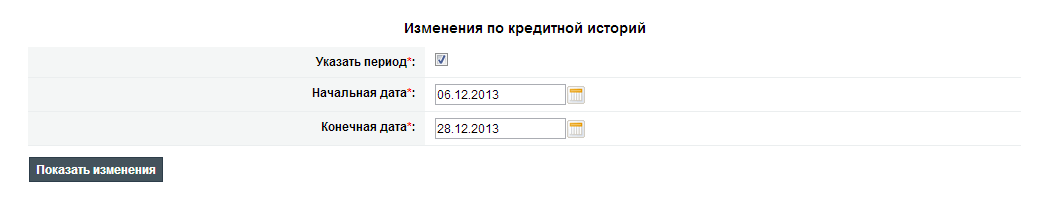 Изменения по кредитной историй
Указать период*:
Начальная дата*: 06.12.2013
Конечная дата*: 28.12.2013
Показать изменения